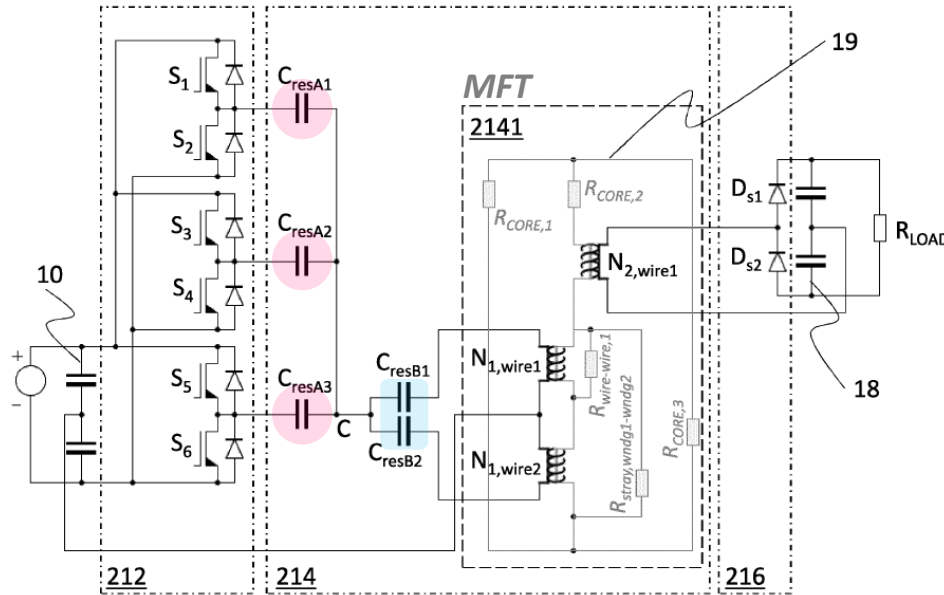 19
MFT
S1
CresA1
2141
S2
RCORE,2
RCORE,1
Ds1
S3
CresA2
RLOAD
S4
N2,wire1
Ds2
10
+
-
S5
CresA3
CresB1
N1,wire1
Rwire-wire,1
18
C
S6
CresB2
N1,wire2
Rstray,wndg1-wndg2
RCORE,3
212
214
216